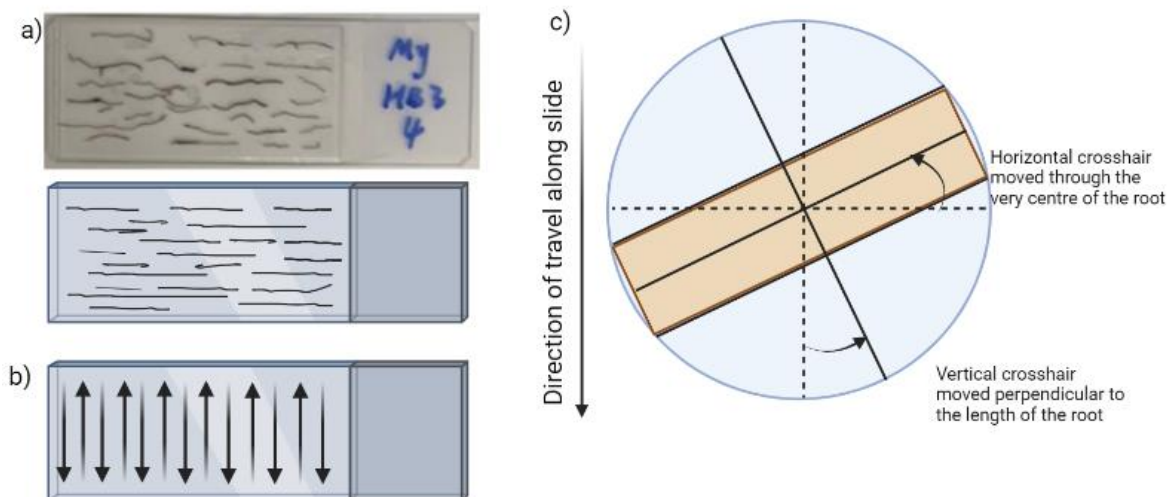 a)
My
HB3
4
b)
c)
Direction of travel along slide
Horizontal crosshair
moved through the
very centre of the root
Vertical crosshair
moved perpendicular to
the length of the root